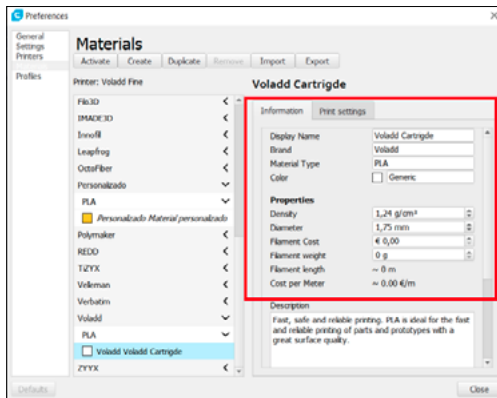 Preferences
General
Settings
Printers
Profiles
Materials
Activate
Create
Duplicate
Remove
Import
Export
Printer: Voladd Fine
Filo3D
IMADE3D
Innofil
Leapfrog
OctoFiber
Personalizado
PLA
Personalizado Material personalizado
Polymaker
REDD
TiZYX
Velleman
Verbatim
Voladd
PLA
Voladd Voladd Cartrigde
ZYYX
Voladd Cartrigde
Information
Print settings
Display Name Voladd Cartrigde
Brand Voladd
Material Type PLA
Color Generic
Properties
Density 1,24 g/cm³
Diameter 1,75 mm
Filament Cost € 0,00
Filament weight 0 g
Filament length ~ 0 m
Cost per Meter ~ 0.00 €/m
Description
Fast, safe and reliable printing. PLA is ideal for the fast
and reliable printing of parts and prototypes with a
great surface quality.
Defaults
Close